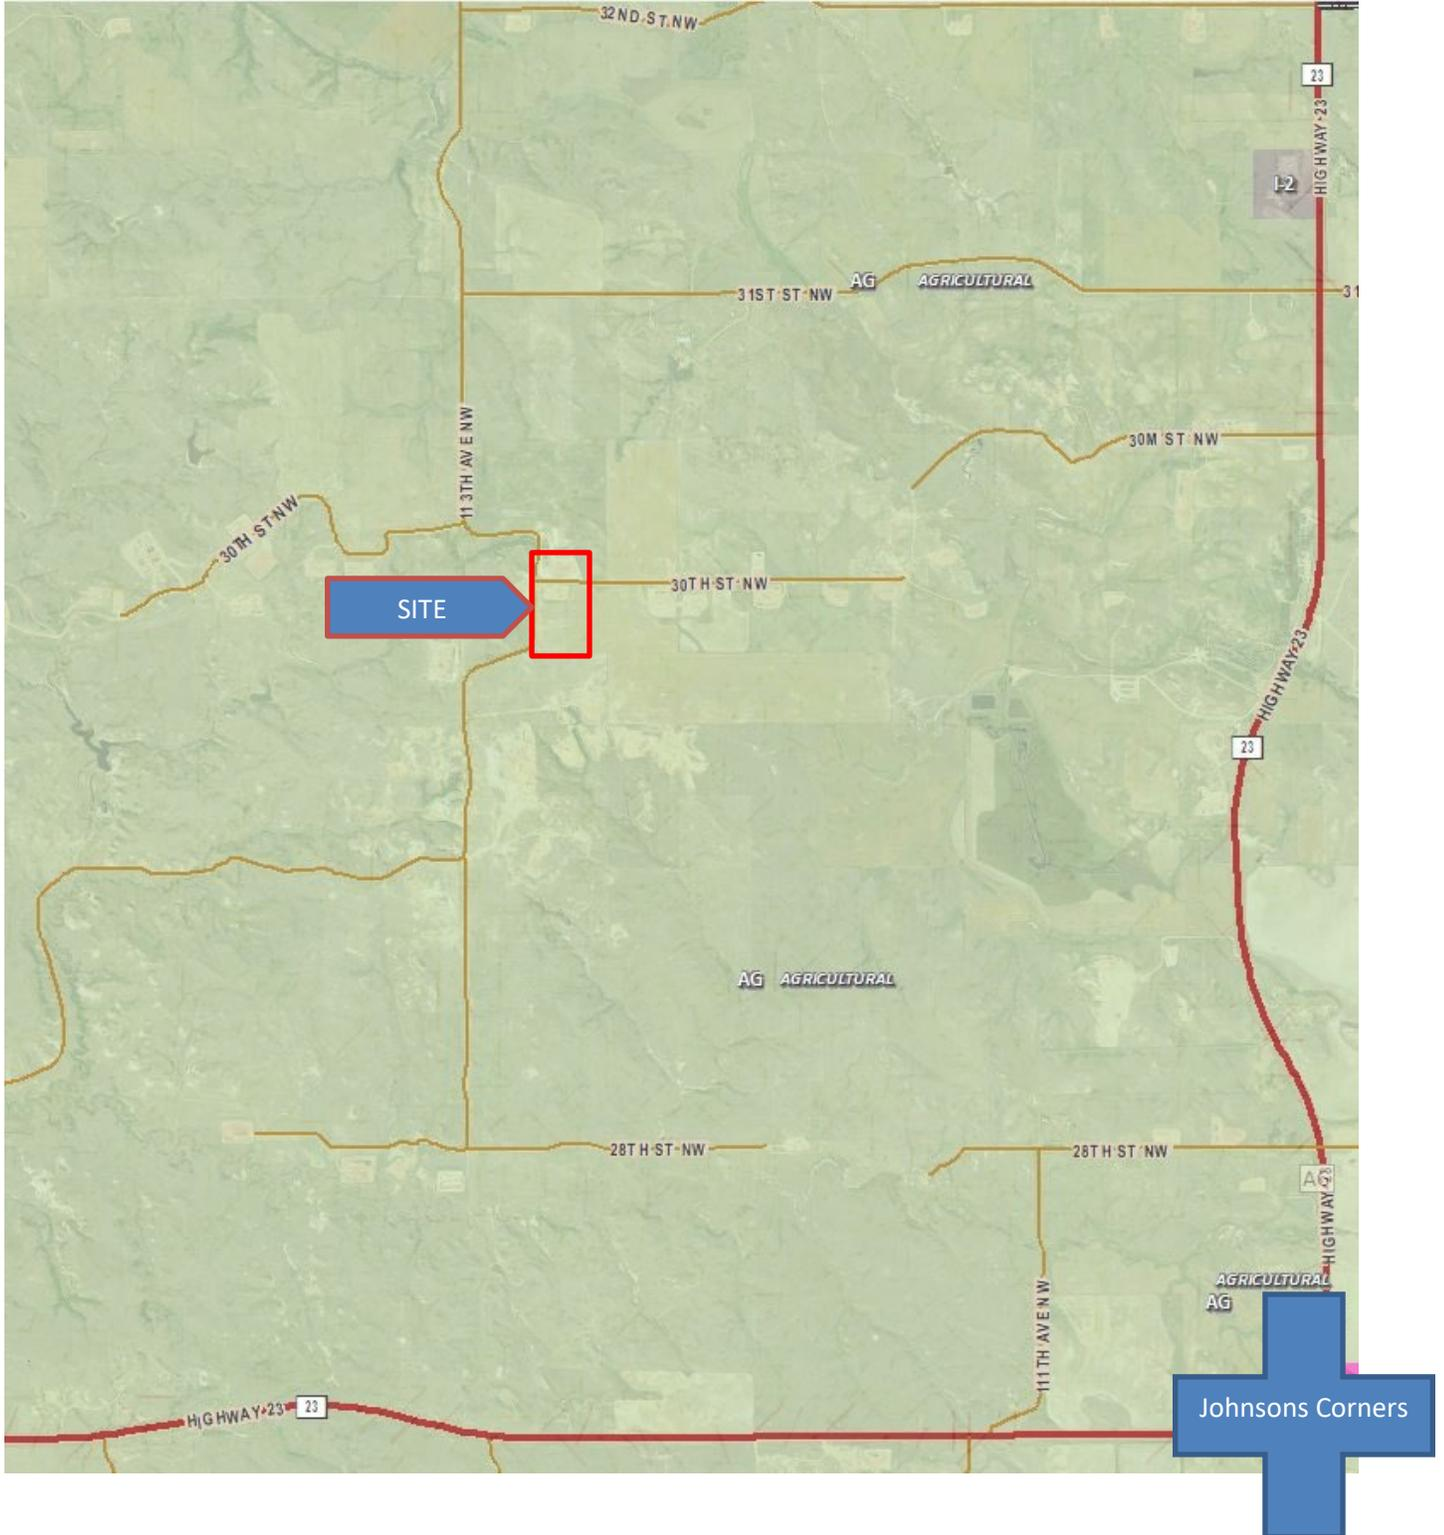 32ND ST NW
23
HIGHWAY 23
I-2
AG AGRICULTURAL
31ST ST NW
31
113TH AVE NW
30M ST NW
30TH ST NW
30TH ST NW
SITE
HIGHWAY 23
23
AG AGRICULTURAL
28TH ST NW
28TH ST NW
AG
HIGHWAY 23
AGRICULTURAL
AG
111TH AVE NW
HIGHWAY 23
23
Johnsons Corners